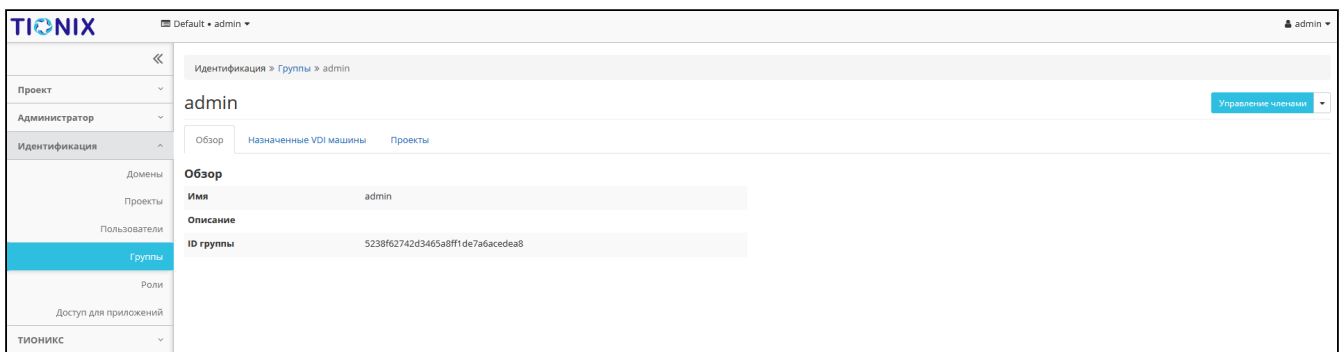 TIONIX
Default • admin
admin
Проект
Администратор
Идентификация
Домены
Проекты
Пользователи
Группы
Роли
Доступ для приложений
ТИОНИКС
Идентификация » Группы » admin
admin
Управление членами
Обзор Назначенные VDI машины Проекты
Обзор
Имя admin
Описание
ID группы 5238f62742d3465a8ff1de7a6acedea8